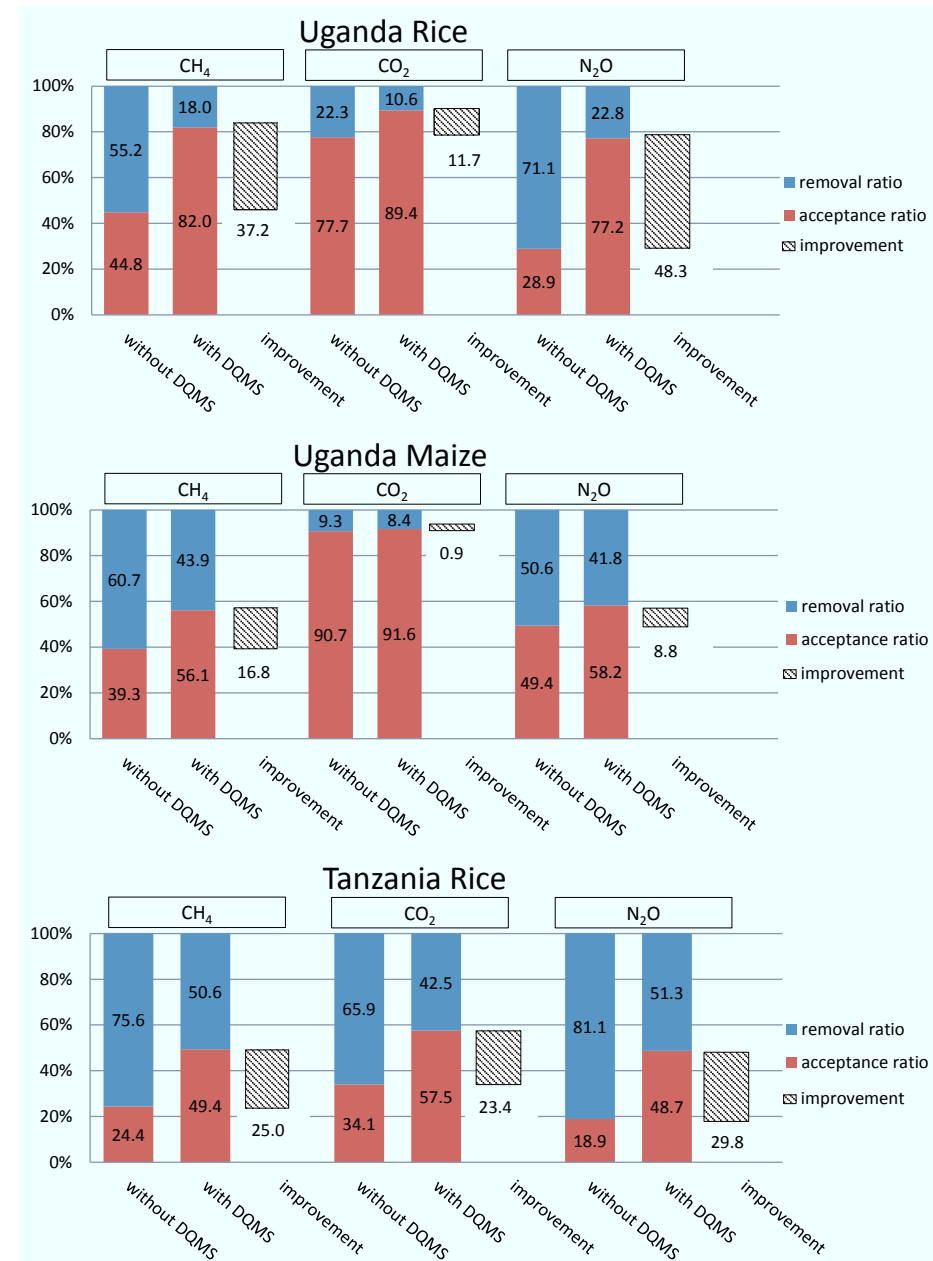 Uganda Rice
CH₄ CO₂ N₂O
100%
80%
60%
40%
20%
0%
55.2 18.0 22.3 10.6 71.1 22.8
44.8 82.0 37.2 77.7 89.4 11.7 28.9 77.2 48.3
removal ratio
acceptance ratio
improvement
without DQMS with DQMS improvement without DQMS with DQMS improvement without DQMS with DQMS improvement
Uganda Maize
CH₄ CO₂ N₂O
100%
80%
60%
40%
20%
0%
60.7 43.9 9.3 8.4 50.6 41.8
39.3 56.1 16.8 90.7 91.6 0.9 49.4 58.2 8.8
removal ratio
acceptance ratio
improvement
without DQMS with DQMS improvement without DQMS with DQMS improvement without DQMS with DQMS improvement
Tanzania Rice
CH₄ CO₂ N₂O
100%
80%
60%
40%
20%
0%
75.6 50.6 65.9 42.5 81.1 51.3
24.4 49.4 25.0 34.1 57.5 23.4 18.9 48.7 29.8
removal ratio
acceptance ratio
improvement
without DQMS with DQMS improvement without DQMS with DQMS improvement without DQMS with DQMS improvement